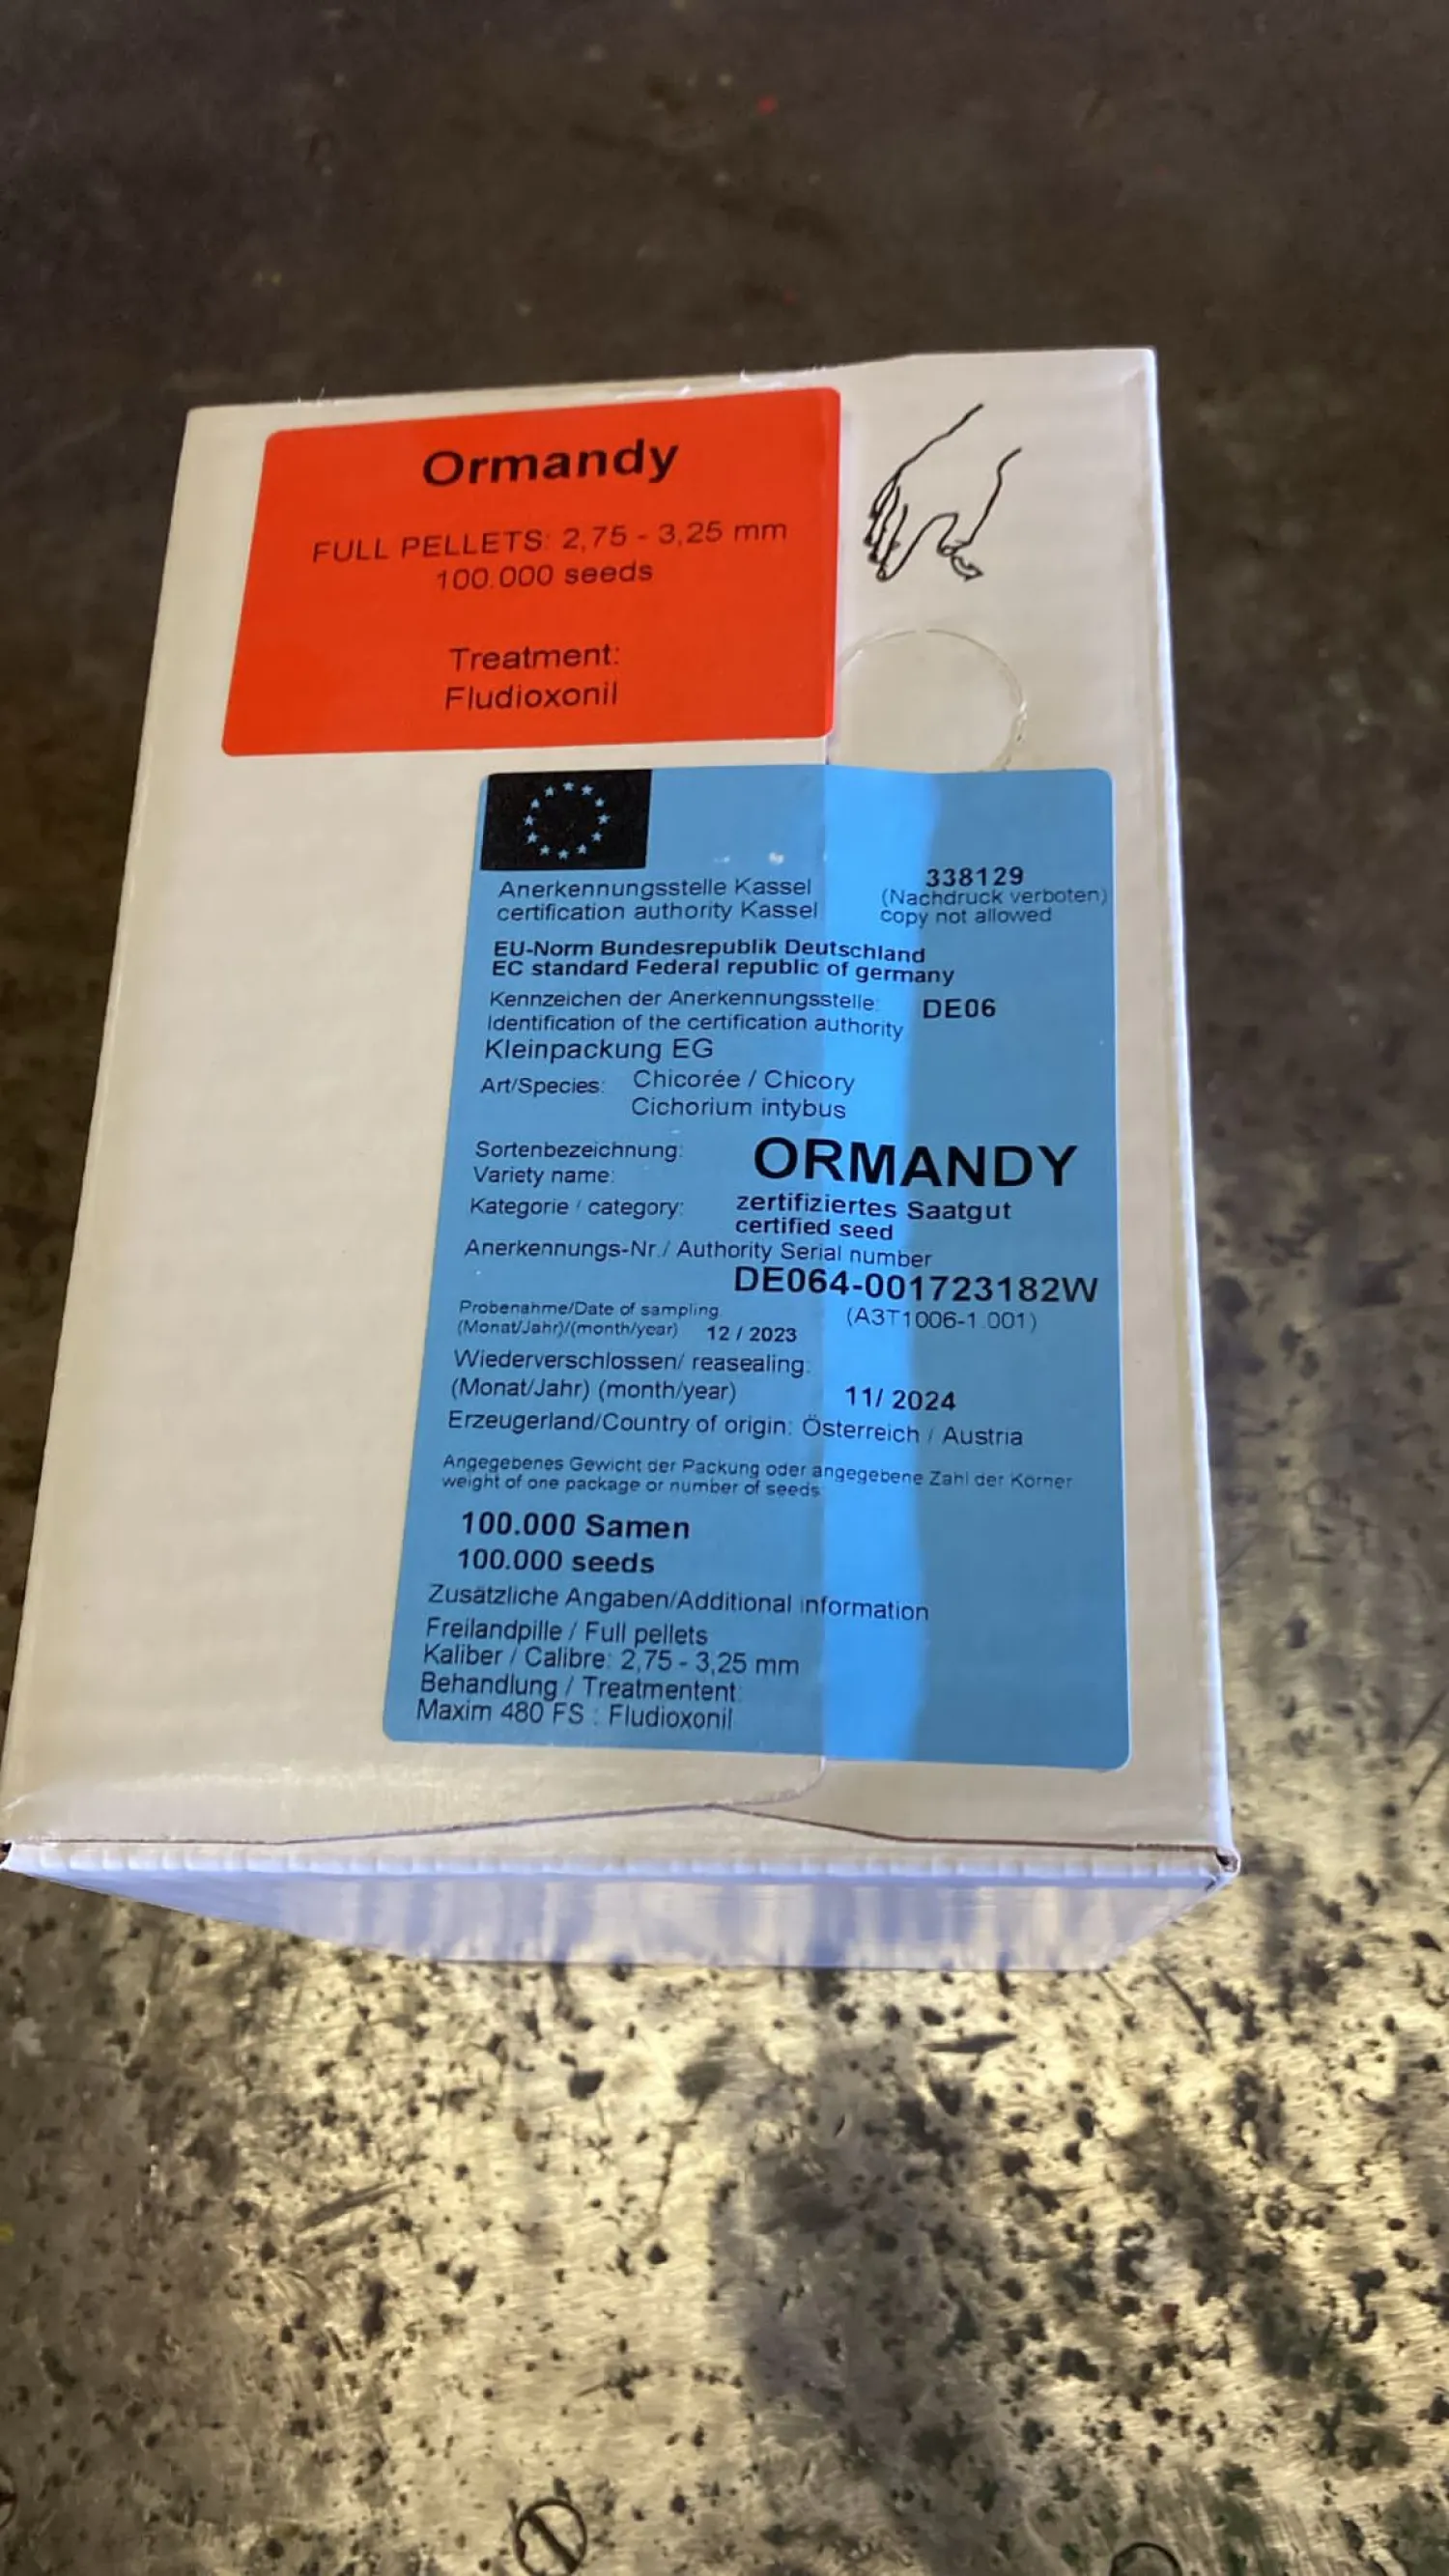 Ormandy
FULL PELLETS: 2,75 - 3,25 mm
100.000 seeds
Treatment:
Fludioxonil
338129
Anerkennungsstelle Kassel (Nachdruck verboten)
certification authority Kassel copy not allowed
EU-Norm Bundesrepublik Deutschland
EC standard Federal republic of germany
Kennzeichen der Anerkennungsstelle: DE06
Identification of the certification authority
Kleinpackung EG
Art/Species: Chicorée / Chicory
Cichorium intybus
Sortenbezeichnung: ORMANDY
Variety name:
Kategorie / category: zertifiziertes Saatgut
certified seed
Anerkennungs-Nr./ Authority Serial number
DE064-001723182W
Probenahme/Date of sampling (A3T1006-1.001)
(Monat/Jahr)/(month/year) 12 / 2023
Wiederverschlossen/ reasealing:
(Monat/Jahr) (month/year) 11/ 2024
Erzeugerland/Country of origin: Österreich / Austria
Angegebenes Gewicht der Packung oder angegebene Zahl der Körner
weight of one package or number of seeds
100.000 Samen
100.000 seeds
Zusätzliche Angaben/Additional information
Freilandpille / Full pellets
Kaliber / Calibre: 2,75 - 3,25 mm
Behandlung / Treatmentent:
Maxim 480 FS : Fludioxonil